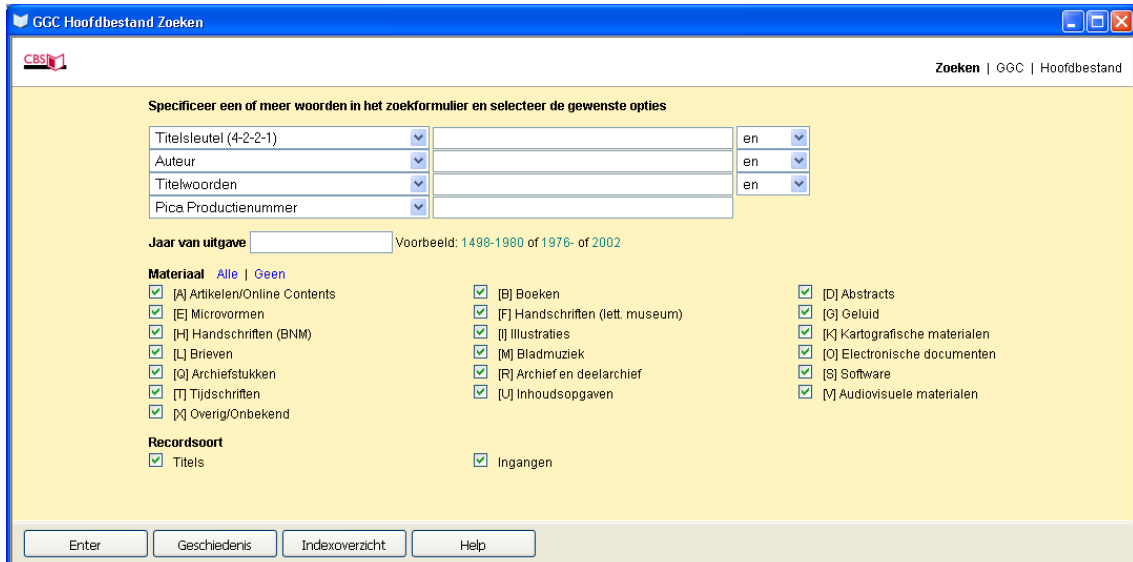 GGC Hoofdbestand Zoeken
CBS
Zoeken | GGC | Hoofdbestand
Specificeer een of meer woorden in het zoekformulier en selecteer de gewenste opties
Titelsleutel (4-2-2-1) en
Auteur en
Titelwoorden en
Pica Productienummer
Jaar van uitgave Voorbeeld: 1498-1980 of 1976- of 2002
Materiaal Alle | Geen
[A] Artikelen/Online Contents [B] Boeken [D] Abstracts
[E] Microvormen [F] Handschriften (lett. museum) [G] Geluid
[H] Handschriften (BNM) [I] Illustraties [K] Kartografische materialen
[L] Brieven [M] Bladmuziek [O] Electronische documenten
[Q] Archiefstukken [R] Archief en deelarchief [S] Software
[T] Tijdschriften [U] Inhoudsopgaven [V] Audiovisuele materialen
[X] Overig/Onbekend
Recordsoort
Titels Ingangen
Enter Geschiedenis Indexoverzicht Help